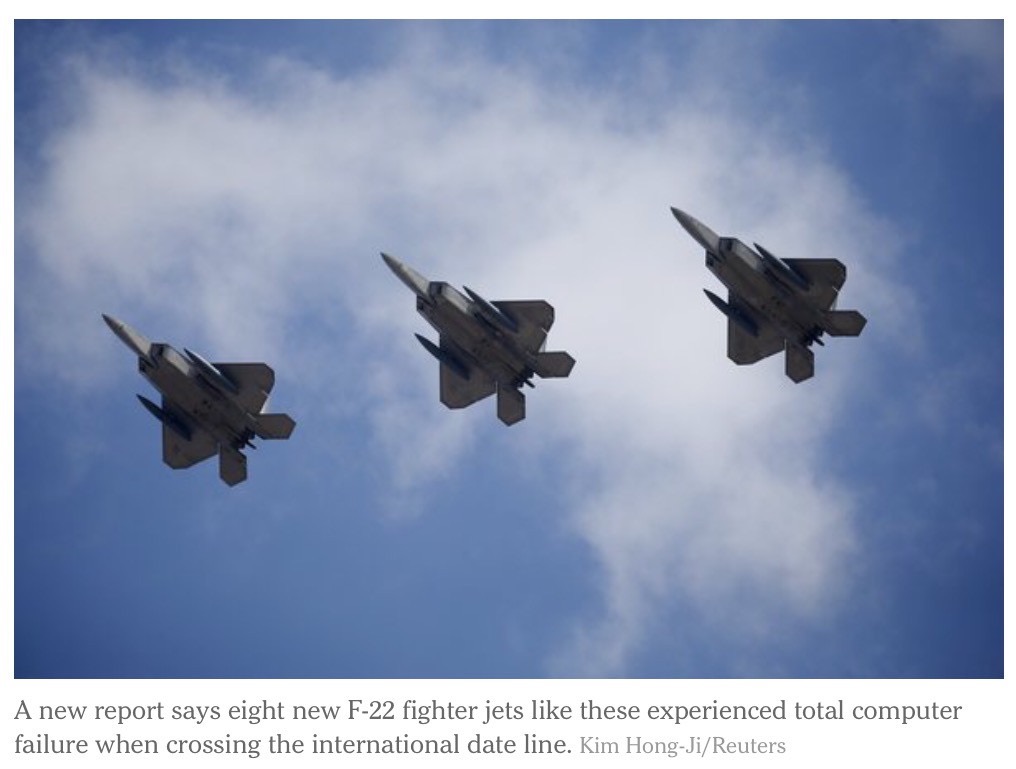 A new report says eight new F-22 fighter jets like these experienced total computer
failure when crossing the international date line. Kim Hong-Ji/Reuters